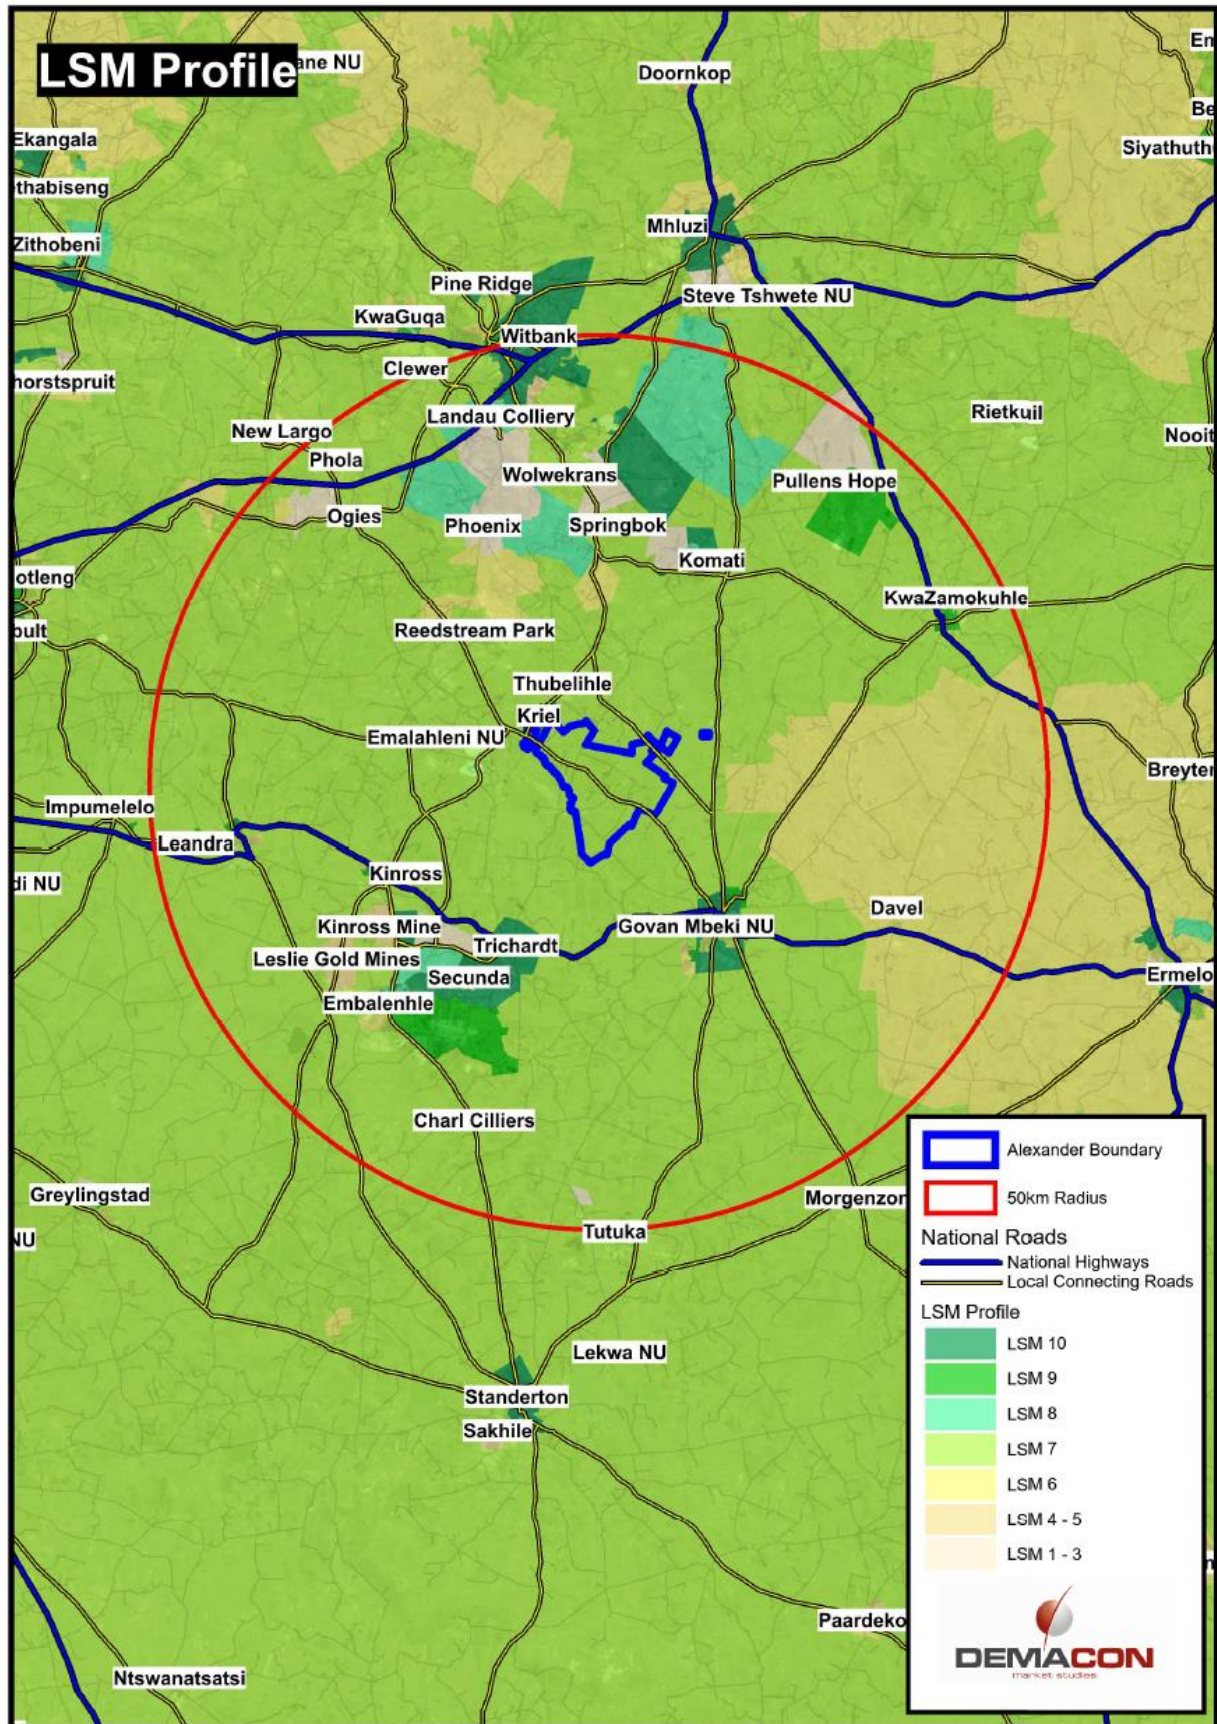 LSM Profile
ane NU
Doornkop
En
Be
Ekangala
Siyathuth
ethabiseng
Mhluzi
Zithobeni
Pine Ridge
Steve Tshwete NU
KwaGuqa
Witbank
Clewer
horstspruit
Landau Colliery
Rietkuil
New Largo
Nooit
Phola
Wolwekrans
Pullens Hope
Ogies
Phoenix
Springbok
Komati
otleng
KwaZamokuhle
bult
Reedstream Park
Thubelihle
Kriel
Emalahleni NU
Breyten
Impumelelo
Leandra
Kinross
di NU
Davel
Kinross Mine
Govan Mbeki NU
Trichardt
Leslie Gold Mines
Secunda
Ermelo
Embalenhle
Charl Cilliers
Greylingstad
Morgenzon
NU
Tutuka
Lekwa NU
Standerton
Sakhile
Paardeko
Ntswanatsatsi
Alexander Boundary
50km Radius
National Roads
National Highways
Local Connecting Roads
LSM Profile
LSM 10
LSM 9
LSM 8
LSM 7
LSM 6
LSM 4 - 5
LSM 1 - 3
DEMACON
market studies